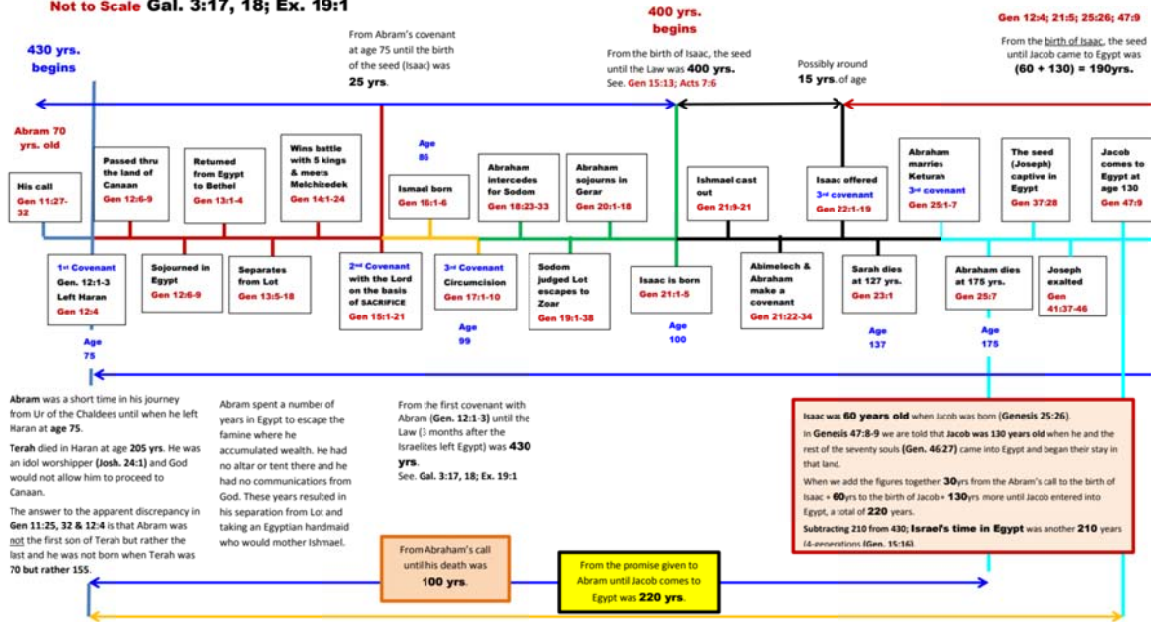 Not to Scale Gal. 3:17, 18; Ex. 19:1
430 yrs.
begins
From Abram's covenant
at age 75 until the birth
of the seed (Isaac) was
25 yrs.
400 yrs.
begins
From the birth of Isaac, the seed
until the Law was 400 yrs.
See. Gen 15:13; Acts 7:6
Possibly around
15 yrs. of age
Gen 12:4; 21:5; 25:26; 47:9
From the birth of Isaac, the seed
until Jacob came to Egypt was
(60 + 130) = 190yrs.
Abram 70
yrs. old
His call
Gen 11:27-
32
Passed thru
the land of
Canaan
Gen 12:6-9
Returned
from Egypt
to Bethel
Gen 13:1-4
Wins battle
with 5 kings
& meets
Melchizedek
Gen 14:1-24
Age
86
Ismael born
Gen 16:1-6
Abraham
intercedes
for Sodom
Gen 18:23-33
Abraham
sojourns in
Gerar
Gen 20:1-18
Ishmael cast
out
Gen 21:9-21
Isaac offered
3rd covenant
Gen 22:1-19
Abraham
marries
Keturah
3rd covenant
Gen 25:1-7
The seed
(Joseph)
captive in
Egypt
Gen 37:28
Jacob
comes to
Egypt at
age 130
Gen 47:9
1st Covenant
Gen. 12:1-3
Left Haran
Gen 12:4
Age
75
Sojourned in
Egypt
Gen 12:6-9
Separates
from Lot
Gen 13:5-18
2nd Covenant
with the Lord
on the basis
of SACRIFICE
Gen 15:1-21
3rd Covenant
Circumcision
Gen 17:1-10
Age
99
Sodom
judged Lot
escapes to
Zoar
Gen 19:1-38
Isaac is born
Gen 21:1-5
Age
100
Abimelech &
Abraham
make a
covenant
Gen 21:22-34
Sarah dies
at 127 yrs.
Gen 23:1
Age
137
Abraham dies
at 175 yrs.
Gen 25:7
Age
175
Joseph
exalted
Gen
41:37-46
Abram was a short time in his journey
from Ur of the Chaldees until when he left
Haran at age 75.
Terah died in Haran at age 205 yrs. He was
an idol worshipper (Josh. 24:1) and God
would not allow him to proceed to
Canaan.
The answer to the apparent discrepancy in
Gen 11:25, 32 & 12:4 is that Abram was
not the first son of Terah but rather the
last and he was not born when Terah was
70 but rather 155.
Abram spent a number of
years in Egypt to escape the
famine where he
accumulated wealth. He had
no altar or tent there and he
had no communications from
God. These years resulted in
his separation from Lot and
taking an Egyptian hardmaid
who would mother Ishmael.
From the first covenant with
Abram (Gen. 12:1-3) until the
Law (3 months after the
Israelites left Egypt) was 430
yrs.
See. Gal. 3:17, 18; Ex. 19:1
Isaac was 60 years old when Jacob was born (Genesis 25:26).
In Genesis 47:8-9 we are told that Jacob was 130 years old when he and the
rest of the seventy souls (Gen. 4627) came into Egypt and began their stay in
that land.
When we add the figures together 30yrs from the Abram's call to the birth of
Isaac + 60yrs to the birth of Jacob+ 130yrs more until Jacob entered into
Egypt, a total of 220 years.
Subtracting 210 from 430; Israel's time in Egypt was another 210 years
(4-generations (Gen. 15:16).
From Abraham's call
until his death was
100 yrs.
From the promise given to
Abram until Jacob comes to
Egypt was 220 yrs.